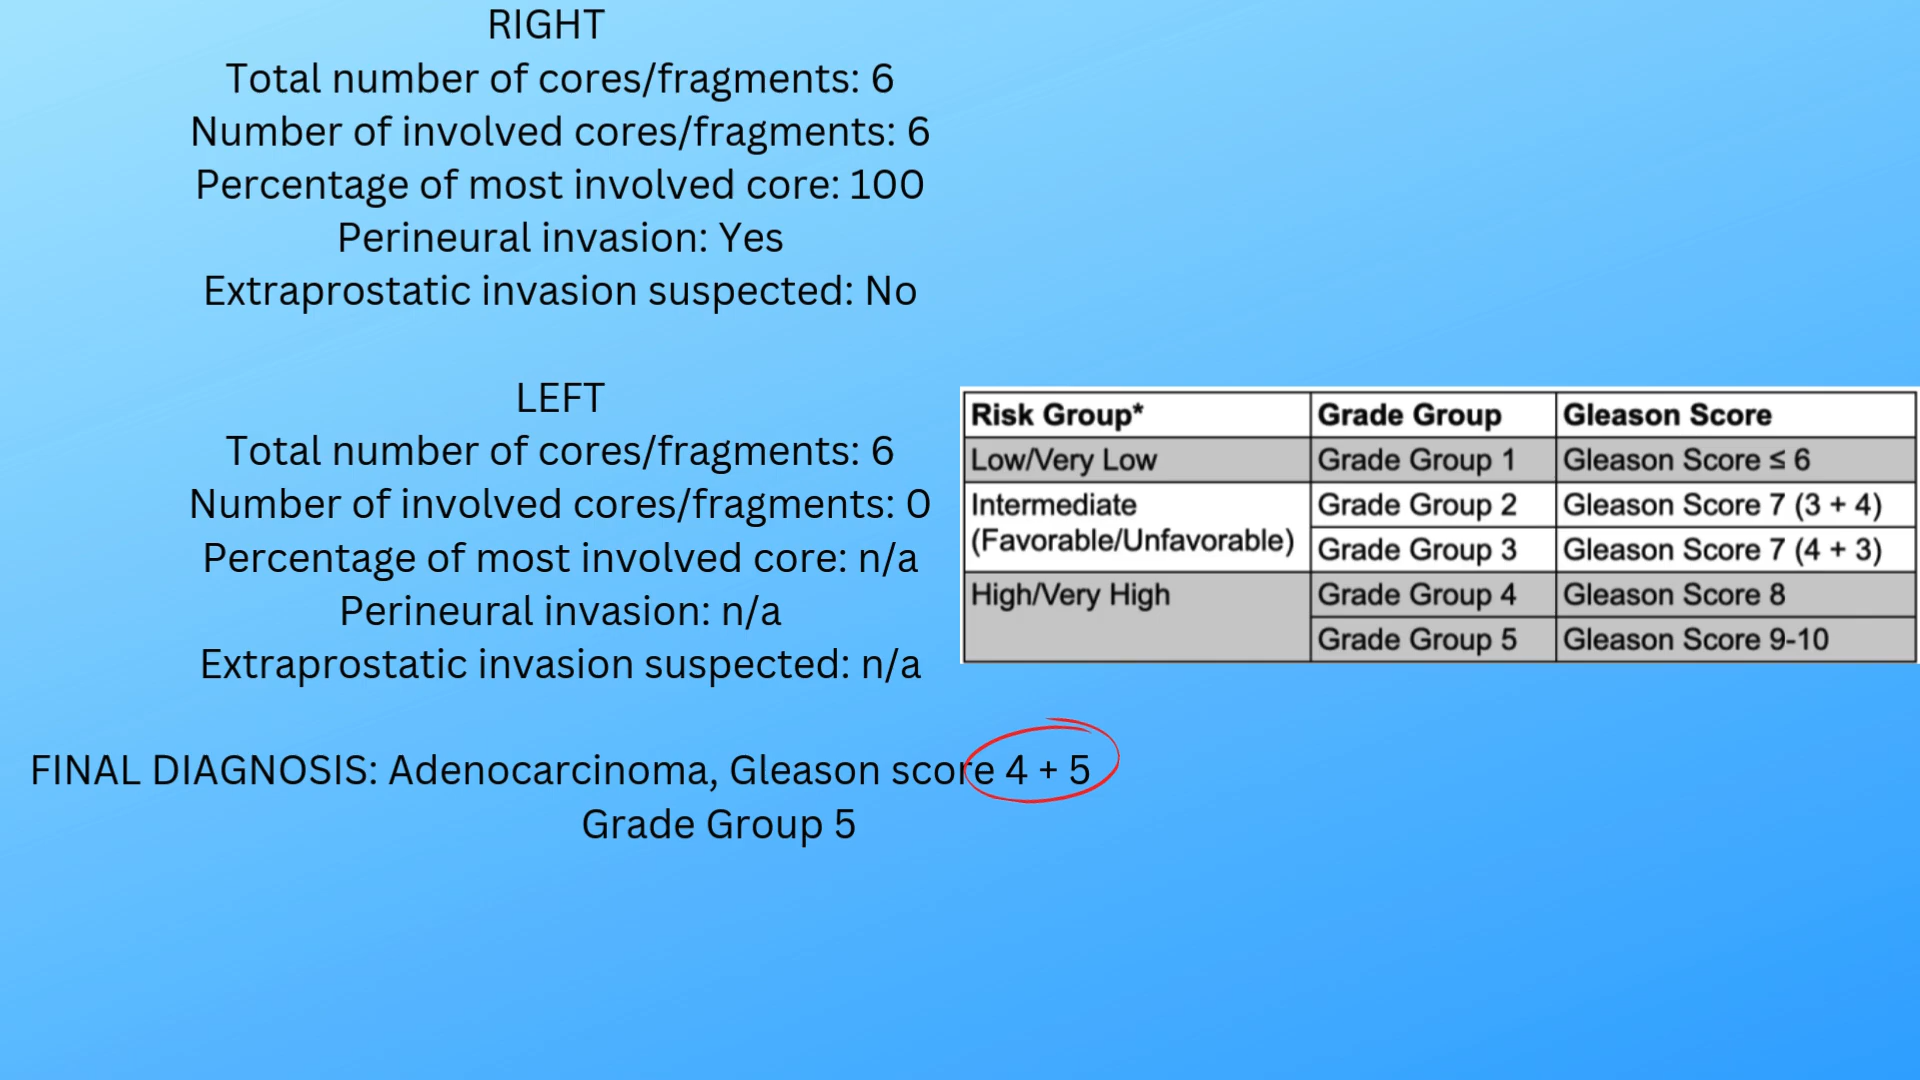 RIGHT
Total number of cores/fragments: 6
Number of involved cores/fragments: 6
Percentage of most involved core: 100
Perineural invasion: Yes
Extraprostatic invasion suspected: No
LEFT
Total number of cores/fragments: 6
Number of involved cores/fragments: 0
Percentage of most involved core: n/a
Perineural invasion: n/a
Extraprostatic invasion suspected: n/a
Risk Group* Grade Group Gleason Score
Low/Very Low Grade Group 1 Gleason Score ≤ 6
Intermediate Grade Group 2 Gleason Score 7 (3 + 4)
(Favorable/Unfavorable) Grade Group 3 Gleason Score 7 (4 + 3)
High/Very High Grade Group 4 Gleason Score 8
Grade Group 5 Gleason Score 9-10
FINAL DIAGNOSIS: Adenocarcinoma, Gleason score 4 + 5
Grade Group 5